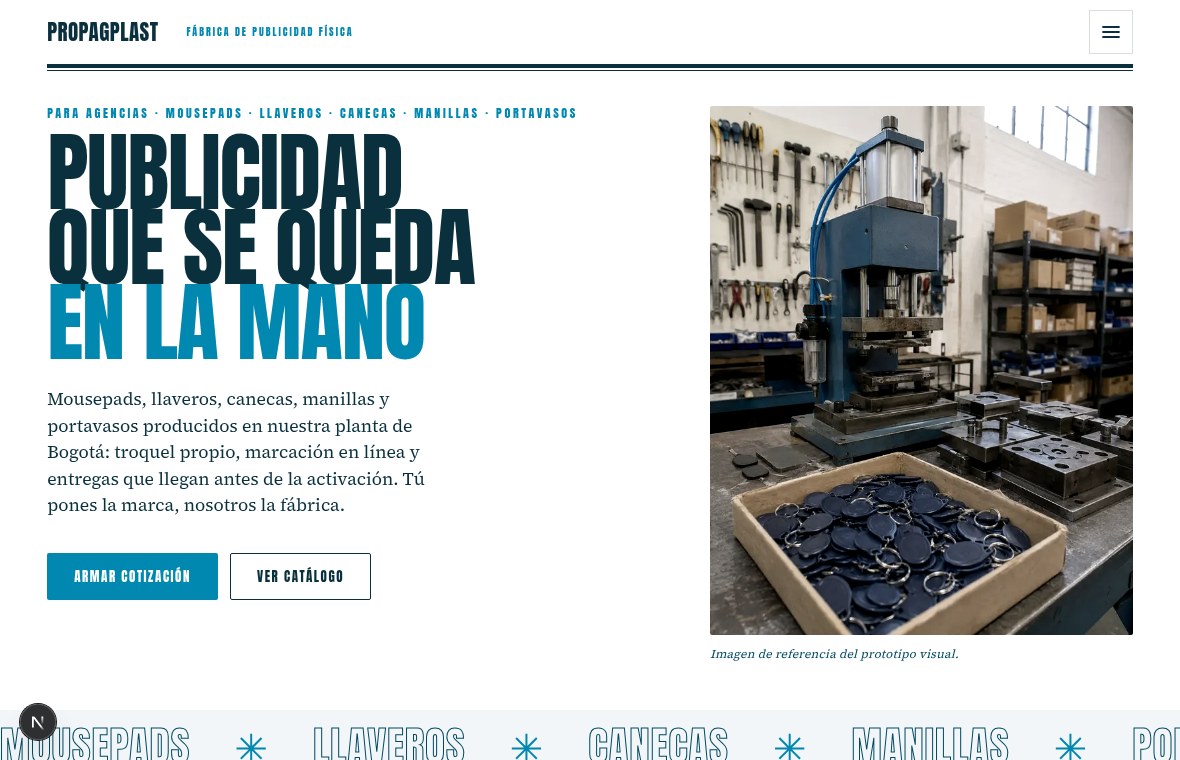 PROPAGPLAST
FÁBRICA DE PUBLICIDAD FÍSICA
PARA AGENCIAS · MOUSEPADS · LLAVEROS · CANECAS · MANILLAS · PORTAVASOS
PUBLICIDAD
QUE SE QUEDA
EN LA MANO
Mousepads, llaveros, canecas, manillas y
portavasos producidos en nuestra planta de
Bogotá: troquel propio, marcación en línea y
entregas que llegan antes de la activación. Tú
pones la marca, nosotros la fábrica.
ARMAR COTIZACIÓN
VER CATÁLOGO
Imagen de referencia del prototipo visual.
N
MOUSEPADS LLAVEROS CANECAS MANILLAS POR